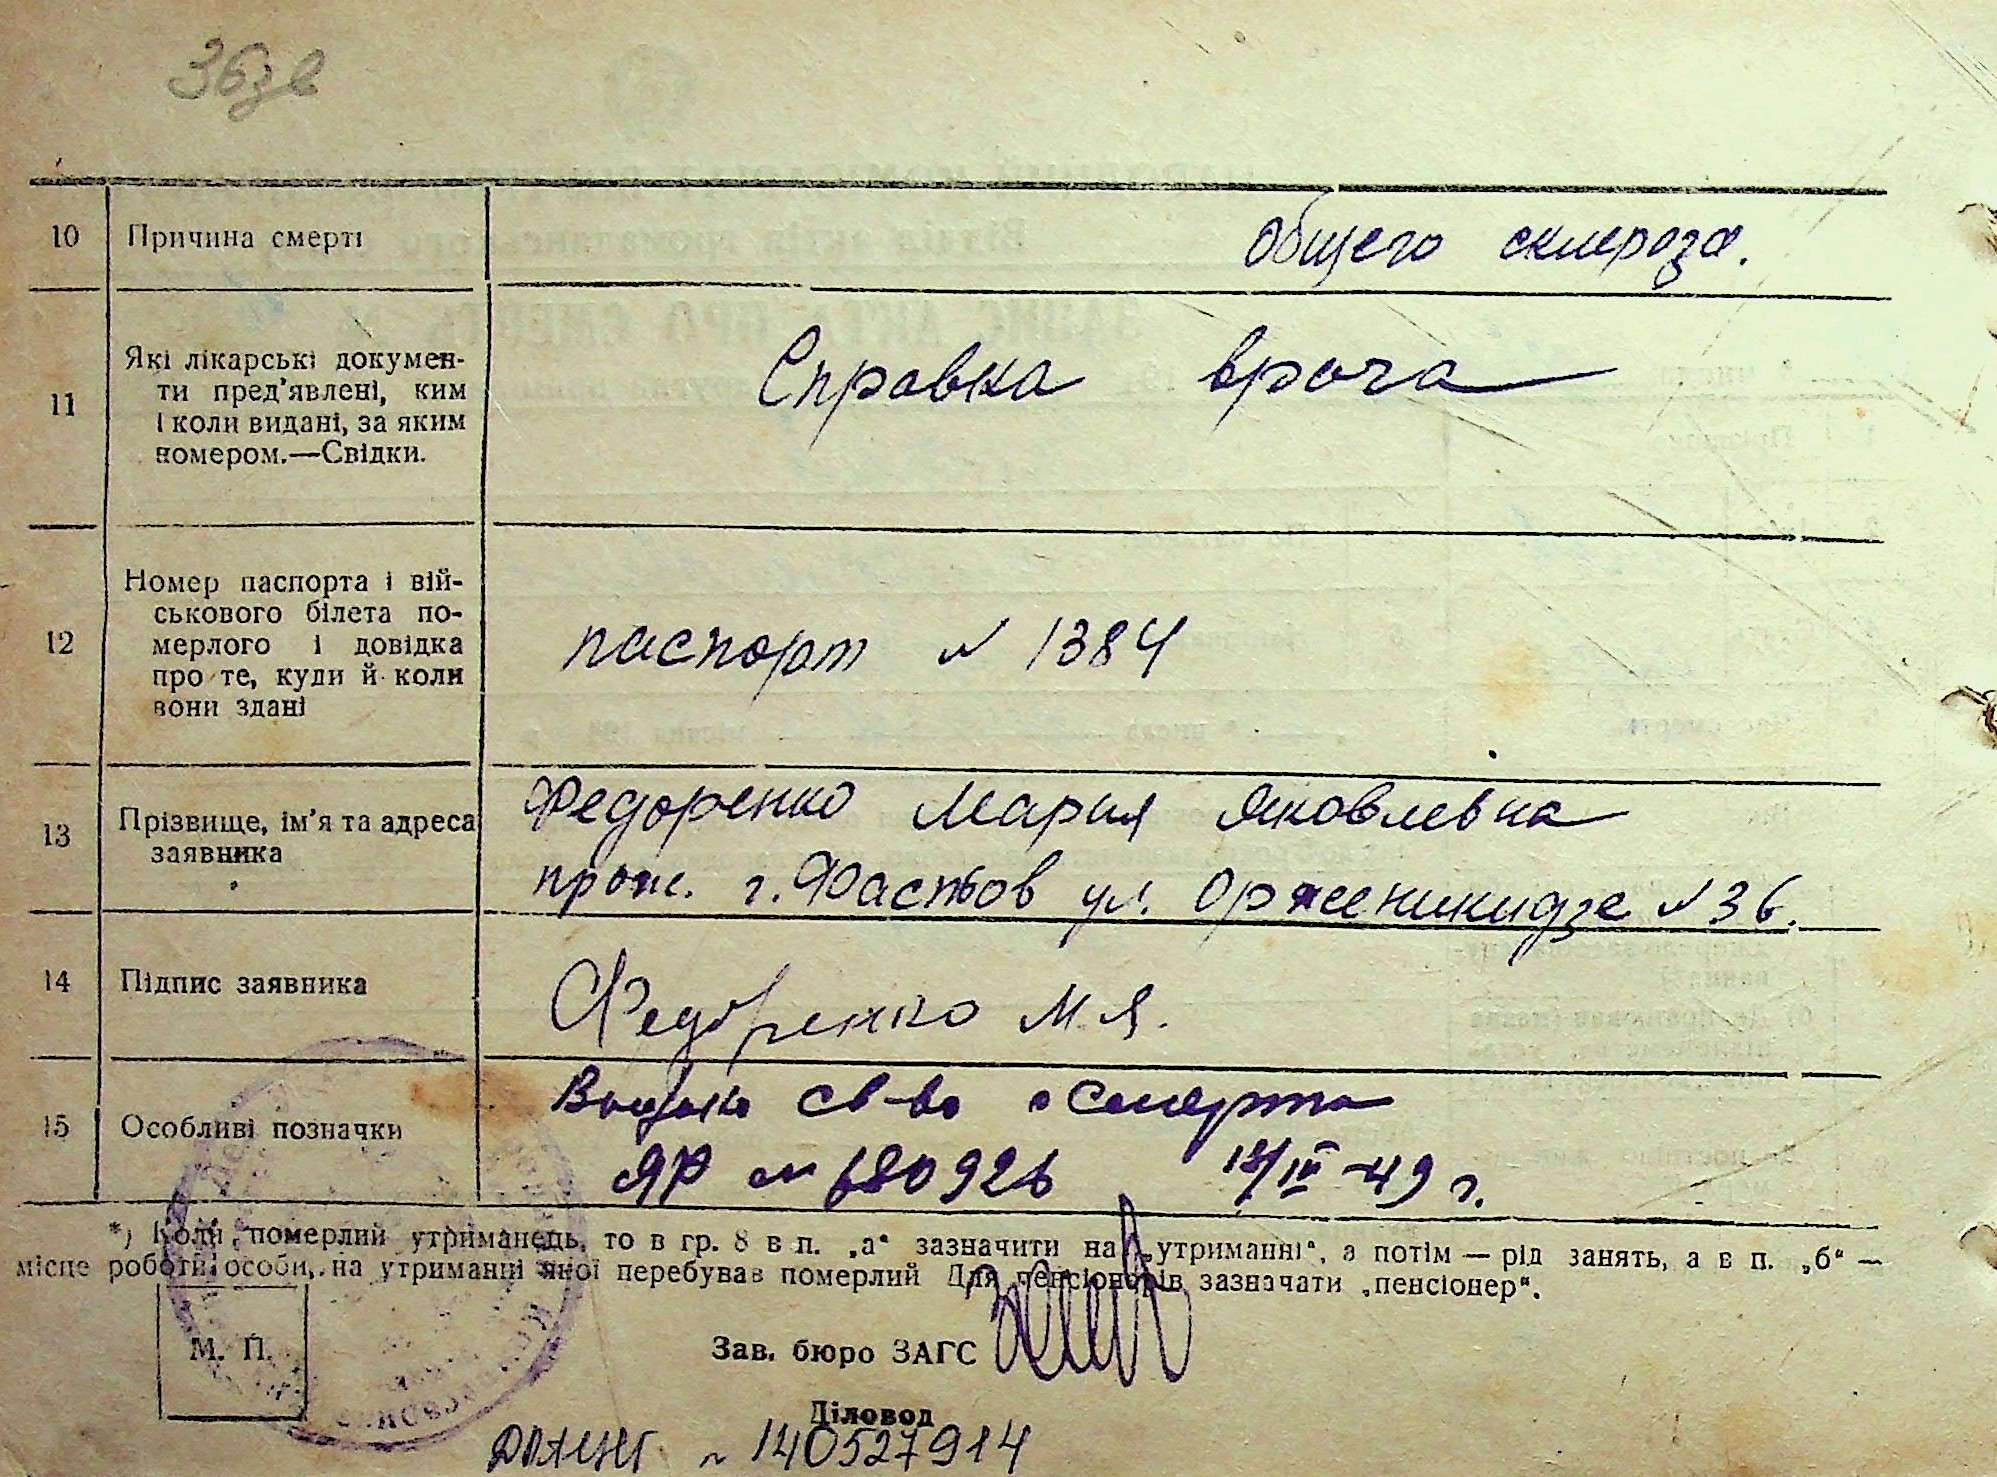 36зв
10 Причина смерті общего склероза.
11 Які лікарські докумен-
ти пред'явлені, ким
і коли видані, за яким
номером.—Свідки.
Справка врача
12 Номер паспорта і вій-
ськового білета по-
мерлого і довідка
про те, куди й коли
вони здані
паспорт № 1384
13 Прізвище, ім'я та адреса
заявника
Федоренко Мария Яковлевна
прож. г. Фастов ул. Орженикидзе № 36.
14 Підпис заявника Федоренко М Я.
15 Особливі позначки
Выдано св-во о смерти
ЯР № 680926 12/IV-49 г.
*) Коли померлий утриманець, то в гр. 8 в п. „а“ зазначити на „утриманні“, а потім — рід занять, а в п. „б“ —
місце роботи особи, на утриманні якої перебував померлий Для пенсіонерів зазначати „пенсіонер“.
М. П.
Зав. бюро ЗАГС
Діловод
№ 140527914